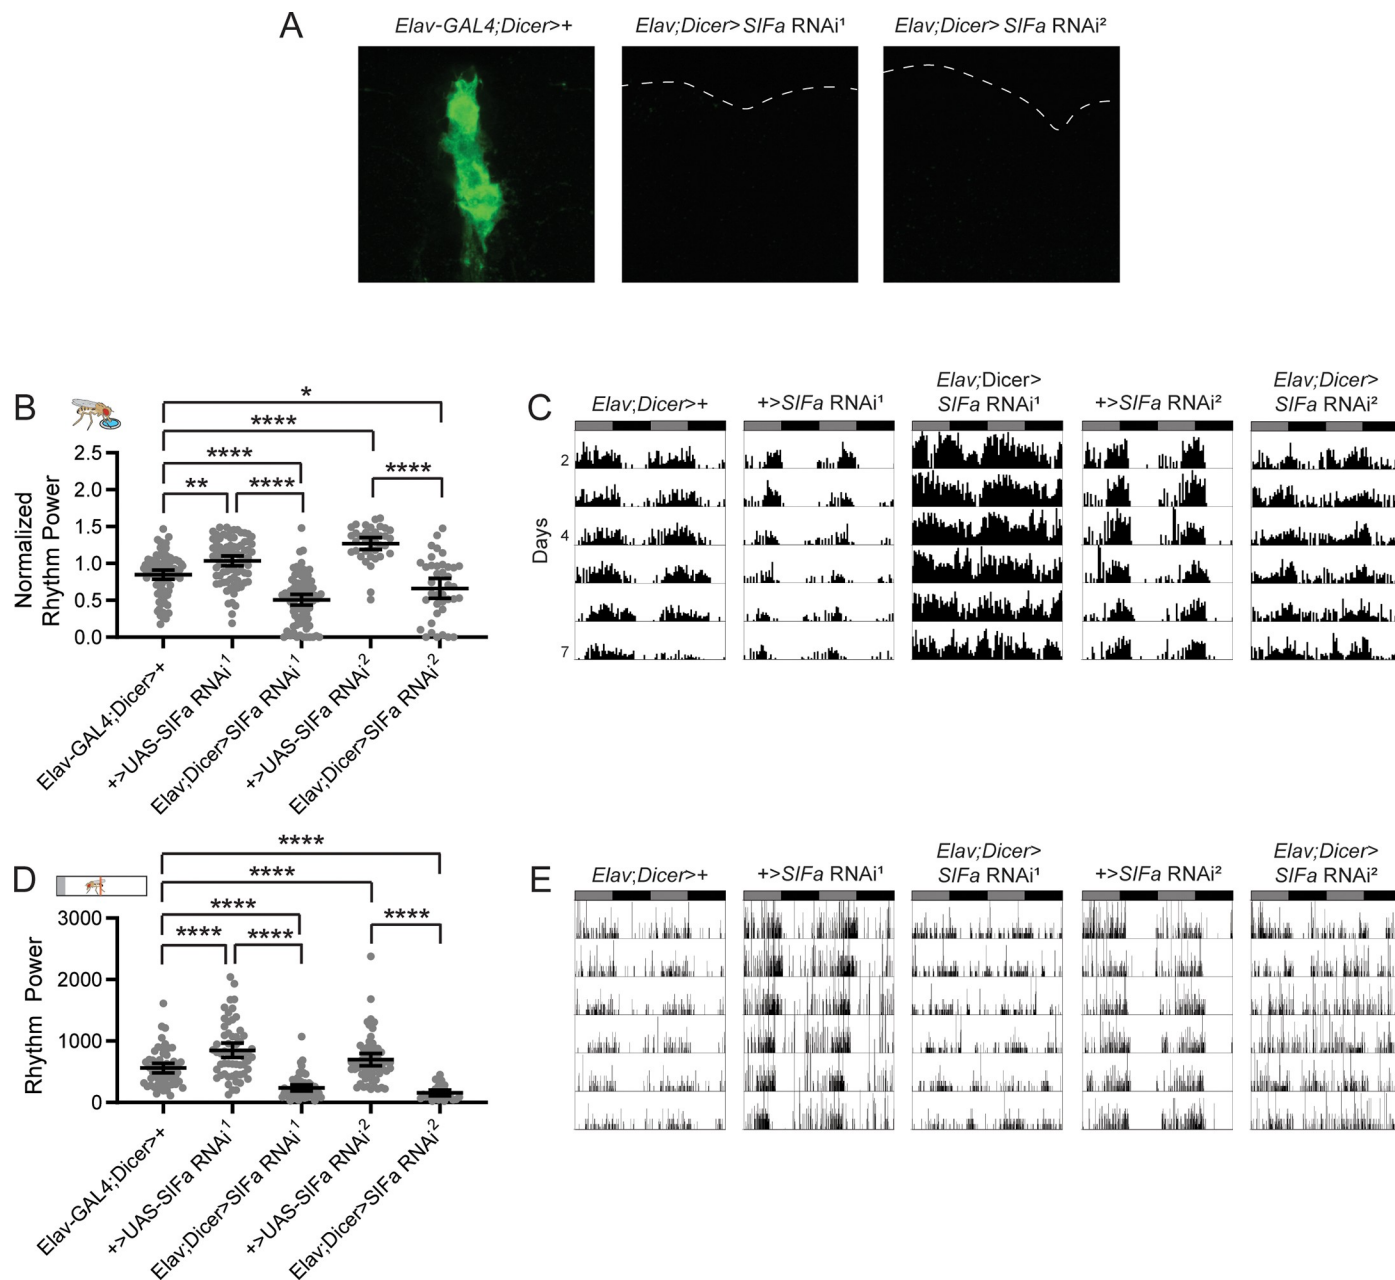 A
Elav-GAL4;Dicer>+
Elav;Dicer>SIFa RNAi¹
Elav;Dicer> SIFa RNAi²
B
*
****
****
**
****
****
2.5
2.0
1.5
1.0
0.5
0.0
Normalized
Rhythm Power
Elav-GAL4;Dicer>+
+>UAS-SIFa RNAi¹
Elav;Dicer>SIFa RNAi¹
+>UAS-SIFa RNAi²
Elav;Dicer>SIFa RNAi²
C
Elav;Dicer>+
+>SIFa RNAi¹
Elav;Dicer>
SIFa RNAi¹
+>SIFa RNAi²
Elav;Dicer>
SIFa RNAi²
2
4
7
Days
D
****
****
****
****
****
****
3000
2000
1000
0
Rhythm Power
Elav-GAL4;Dicer>+
+>UAS-SIFa RNAi¹
Elav;Dicer>SIFa RNAi¹
+>UAS-SIFa RNAi²
Elav;Dicer>SIFa RNAi²
E
Elav;Dicer>+
+>SIFa RNAi¹
Elav;Dicer>
SIFa RNAi¹
+>SIFa RNAi²
Elav;Dicer>
SIFa RNAi²